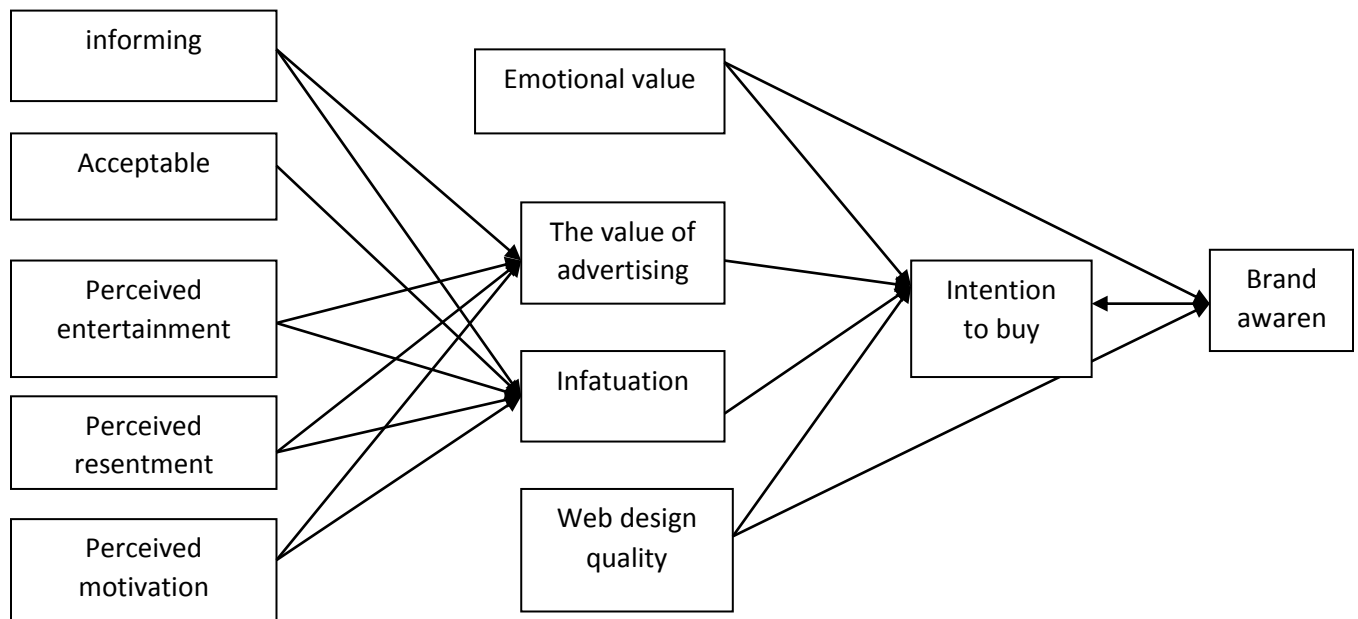 informing
Acceptable
Perceived
entertainment
Perceived
resentment
Perceived
motivation
Emotional value
The value of
advertising
Infatuation
Web design
quality
Intention
to buy
Brand
awaren